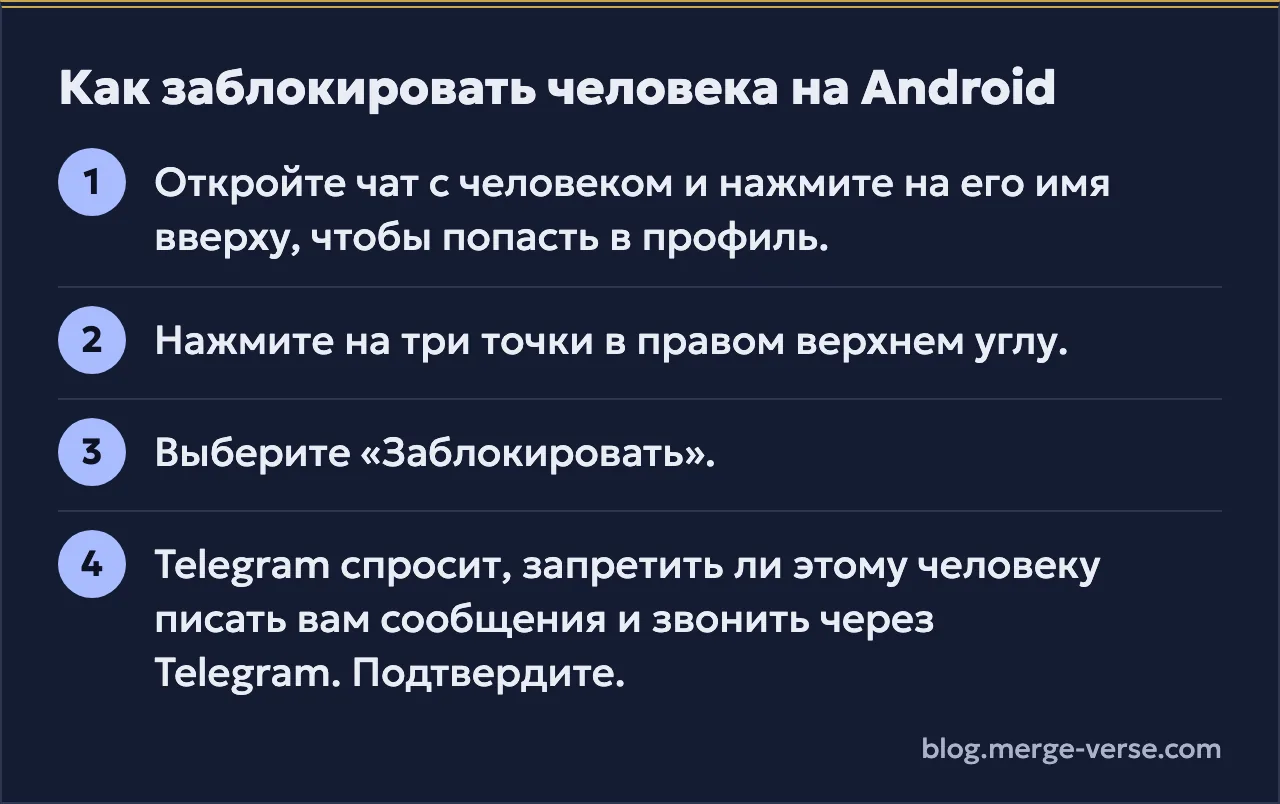 Как заблокировать человека на Android
1
Откройте чат с человеком и нажмите на его имя
вверху, чтобы попасть в профиль.
2
Нажмите на три точки в правом верхнем углу.
3
Выберите «Заблокировать».
4
Telegram спросит, запретить ли этому человеку
писать вам сообщения и звонить через
Telegram. Подтвердите.
blog.merge-verse.com